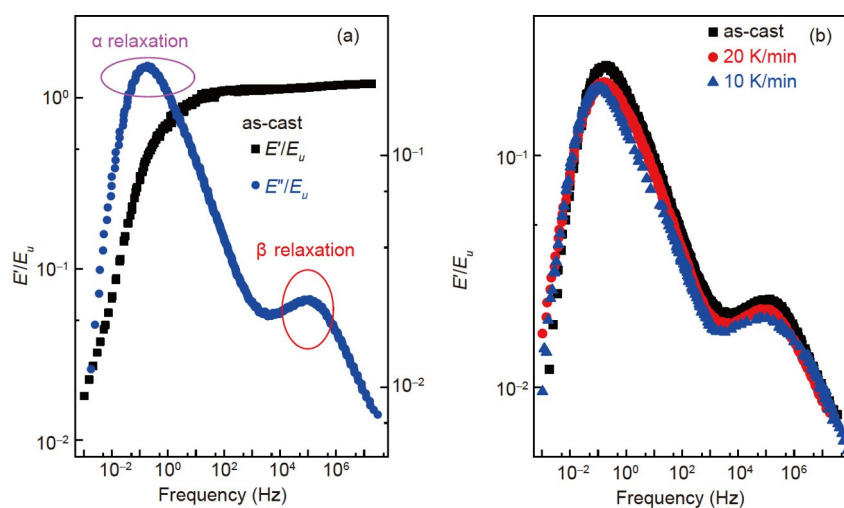 α relaxation
(a)
as-cast
E'/Eu
E''/Eu
β relaxation
10⁰
10⁻¹
10⁻²
10⁻¹
10⁻²
E'/Eu
10⁻² 10⁰ 10² 10⁴ 10⁶
Frequency (Hz)
(b)
as-cast
20 K/min
10 K/min
10⁻¹
10⁻²
E'/Eu
10⁻² 10⁰ 10² 10⁴ 10⁶
Frequency (Hz)